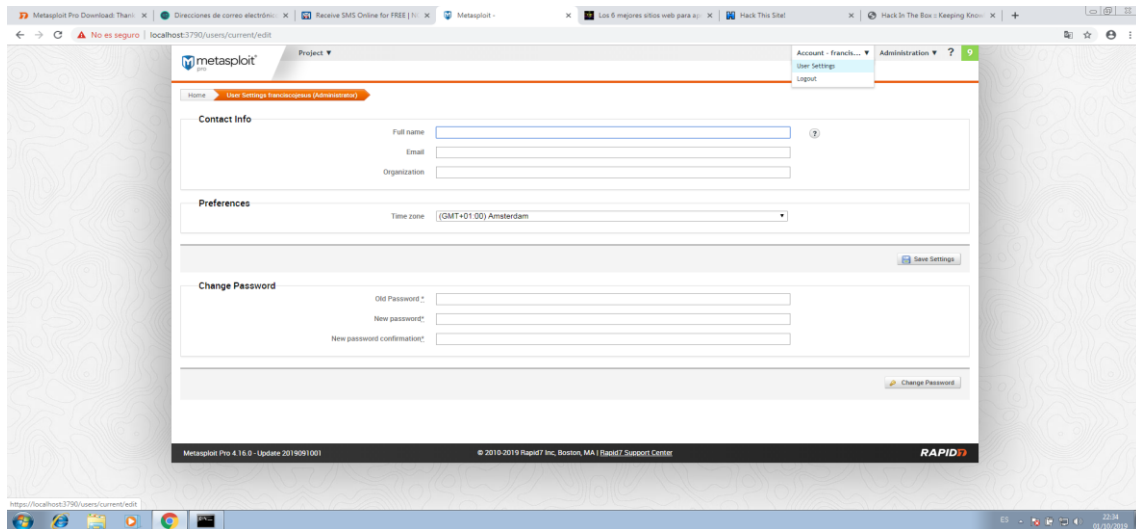 Metasploit Pro Download: Thank
Direcciones de correo electrónic
Receive SMS Online for FREE | N
Metasploit -
Los 6 mejores sitios web para ap
Hack This Site!
Hack In The Box :: Keeping Know
No es seguro | localhost:3790/users/current/edit
metasploit
pro
Project ▼
Account - francis... ▼
Administration ▼
?
9
User Settings
Logout
Home
User Settings (Administrator)
Contact Info
Full name
?
Email
Organization
Preferences
Time zone
(GMT+01:00) Amsterdam
Save Settings
Change Password
Old Password *
New password*
New password confirmation*
Change Password
Metasploit Pro 4.16.0 - Update 2019091001
© 2010-2019 Rapid7 Inc, Boston, MA | Rapid7 Support Center
RAPID7
https://localhost:3790/users/current/edit
ES
22:34
01/10/2019